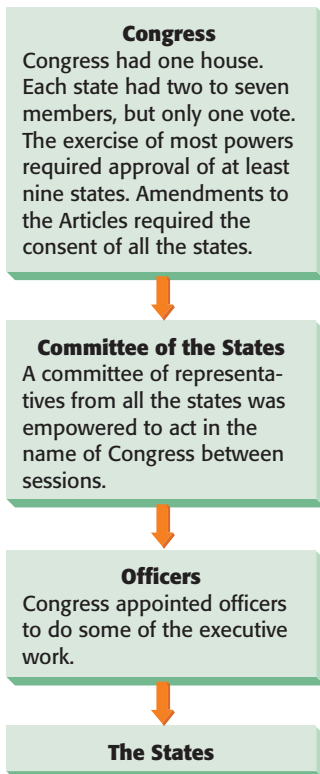 Congress
Congress had one house.
Each state had two to seven
members, but only one vote.
The exercise of most powers
required approval of at least
nine states. Amendments to
the Articles required the
consent of all the states.
Committee of the States
A committee of representa-
tives from all the states was
empowered to act in the
name of Congress between
sessions.
Officers
Congress appointed officers
to do some of the executive
work.
The States